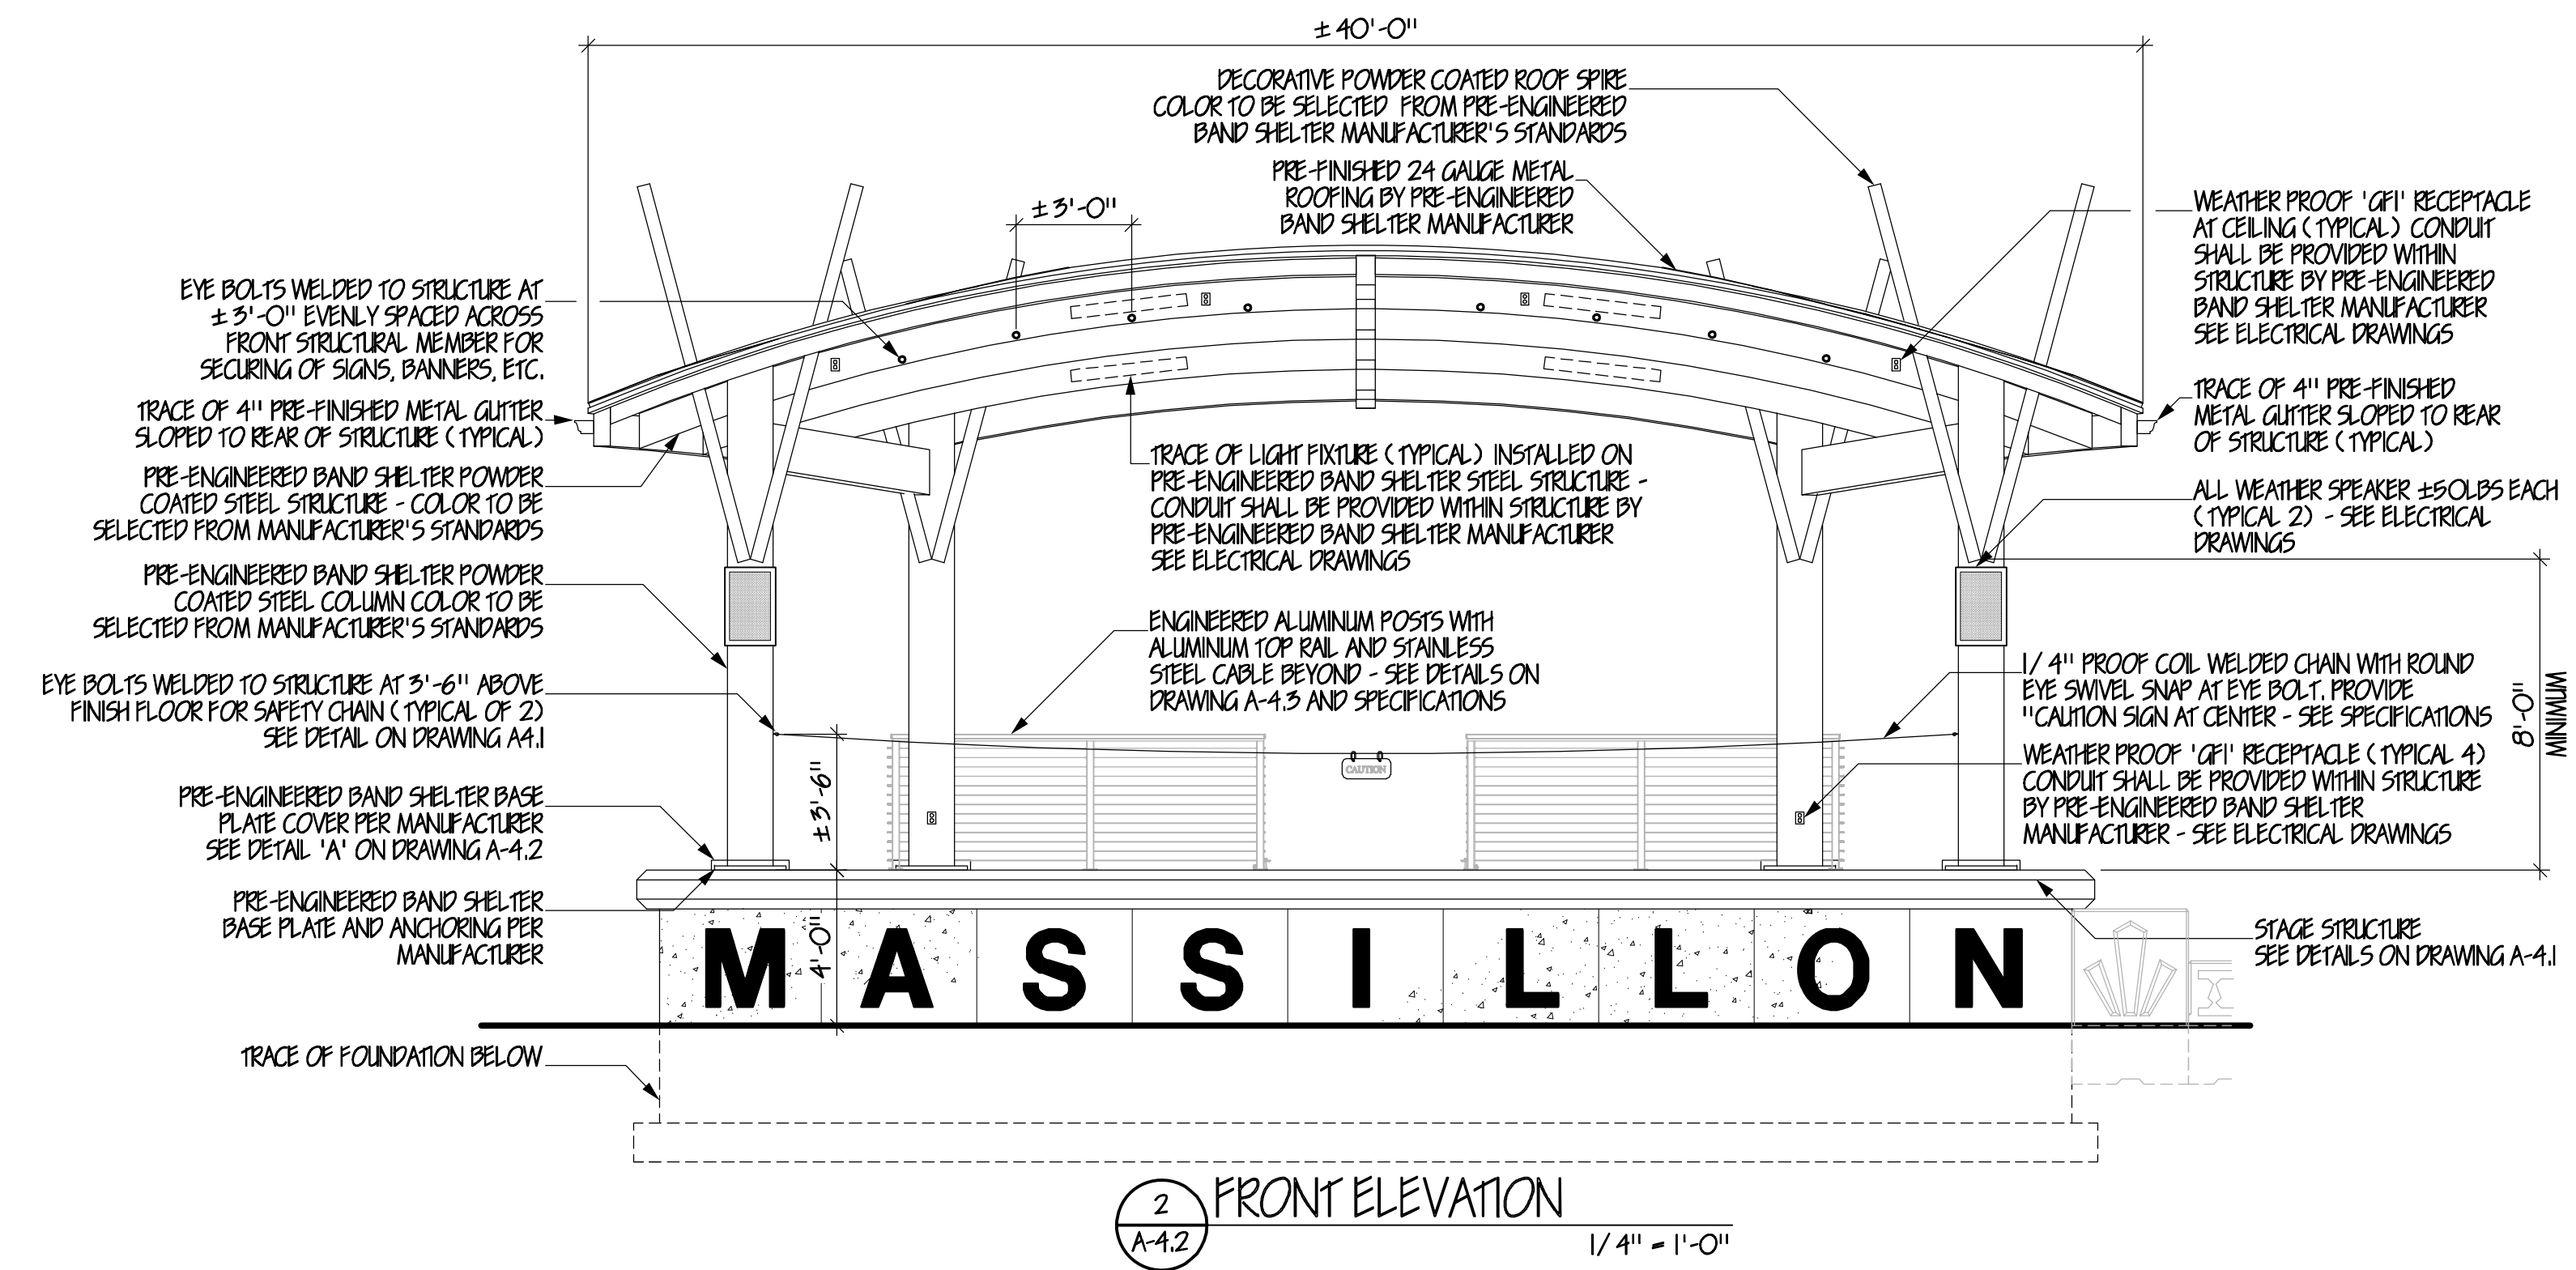 ±40'-0"
DECORATIVE POWDER COATED ROOF SPIRE
COLOR TO BE SELECTED FROM PRE-ENGINEERED
BAND SHELTER MANUFACTURER'S STANDARDS
PRE-FINISHED 24 GAUGE METAL
ROOFING BY PRE-ENGINEERED
BAND SHELTER MANUFACTURER
±3'-0"
EYE BOLTS WELDED TO STRUCTURE AT
±3'-0" EVENLY SPACED ACROSS
FRONT STRUCTURAL MEMBER FOR
SECURING OF SIGNS, BANNERS, ETC.
TRACE OF 4" PRE-FINISHED METAL GUTTER
SLOPED TO REAR OF STRUCTURE (TYPICAL)
PRE-ENGINEERED BAND SHELTER POWDER
COATED STEEL STRUCTURE - COLOR TO BE
SELECTED FROM MANUFACTURER'S STANDARDS
PRE-ENGINEERED BAND SHELTER POWDER
COATED STEEL COLUMN COLOR TO BE
SELECTED FROM MANUFACTURER'S STANDARDS
EYE BOLTS WELDED TO STRUCTURE AT 3'-6" ABOVE
FINISH FLOOR FOR SAFETY CHAIN (TYPICAL OF 2)
SEE DETAIL ON DRAWING A4.1
PRE-ENGINEERED BAND SHELTER BASE
PLATE COVER PER MANUFACTURER
SEE DETAIL 'A' ON DRAWING A-4.2
PRE-ENGINEERED BAND SHELTER
BASE PLATE AND ANCHORING PER
MANUFACTURER
TRACE OF FOUNDATION BELOW
TRACE OF LIGHT FIXTURE (TYPICAL) INSTALLED ON
PRE-ENGINEERED BAND SHELTER STEEL STRUCTURE -
CONDUIT SHALL BE PROVIDED WITHIN STRUCTURE BY
PRE-ENGINEERED BAND SHELTER MANUFACTURER
SEE ELECTRICAL DRAWINGS
ENGINEERED ALUMINUM POSTS WITH
ALUMINUM TOP RAIL AND STAINLESS
STEEL CABLE BEYOND - SEE DETAILS ON
DRAWING A-4.3 AND SPECIFICATIONS
CAUTION
±3'-6"
4'-0"
WEATHER PROOF 'GFI' RECEPTACLE
AT CEILING (TYPICAL) CONDUIT
SHALL BE PROVIDED WITHIN
STRUCTURE BY PRE-ENGINEERED
BAND SHELTER MANUFACTURER
SEE ELECTRICAL DRAWINGS
TRACE OF 4" PRE-FINISHED
METAL GUTTER SLOPED TO REAR
OF STRUCTURE (TYPICAL)
ALL WEATHER SPEAKER ±50LBS EACH
(TYPICAL 2) - SEE ELECTRICAL
DRAWINGS
1/4" PROOF COIL WELDED CHAIN WITH ROUND
EYE SWIVEL SNAP AT EYE BOLT. PROVIDE
"CAUTION SIGN AT CENTER - SEE SPECIFICATIONS
WEATHER PROOF 'GFI' RECEPTACLE (TYPICAL 4)
CONDUIT SHALL BE PROVIDED WITHIN STRUCTURE
BY PRE-ENGINEERED BAND SHELTER
MANUFACTURER - SEE ELECTRICAL DRAWINGS
8'-0"
MINIMUM
STAGE STRUCTURE
SEE DETAILS ON DRAWING A-4.1
MASSILLON
2
A-4.2
FRONT ELEVATION
1/4" = 1'-0"